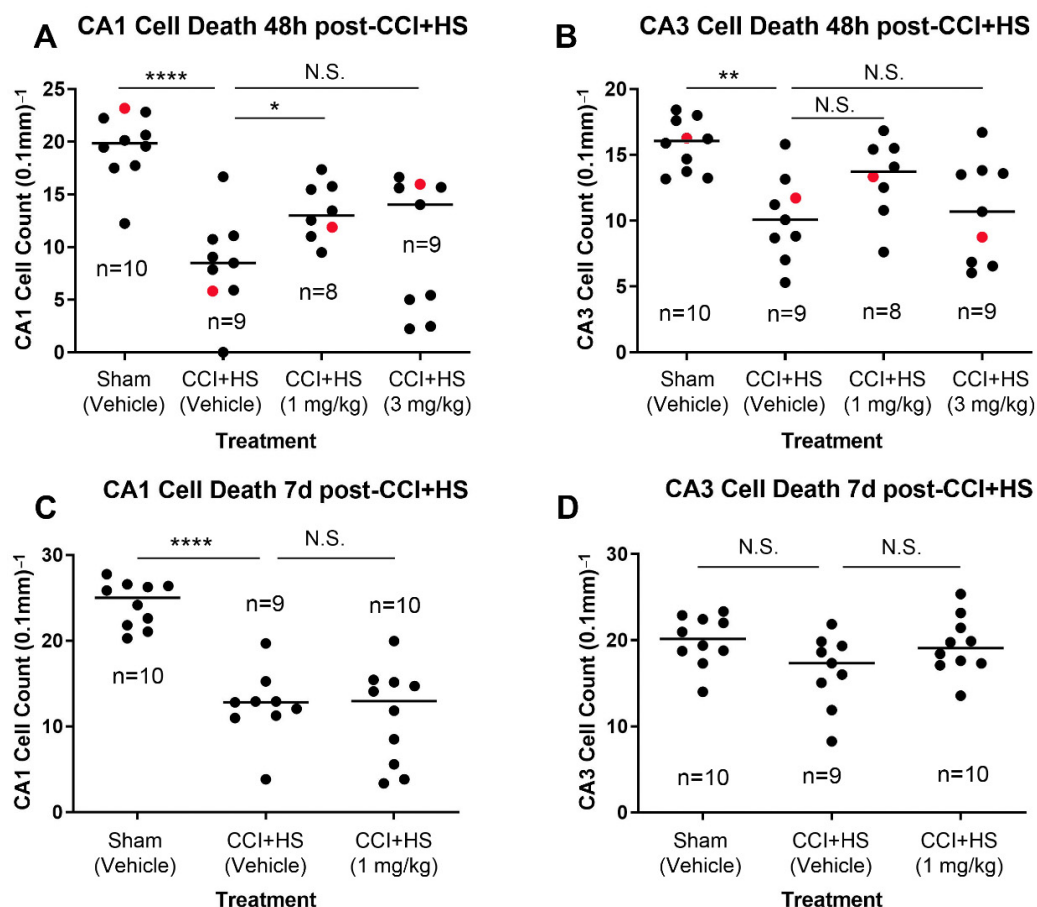 A
CA1 Cell Death 48h post-CCI+HS
CA1 Cell Count (0.1mm)⁻¹
25
20
15
10
5
0
****
N.S.
*
n=10
n=9
n=8
n=9
Sham (Vehicle)
CCI+HS (Vehicle)
CCI+HS (1 mg/kg)
CCI+HS (3 mg/kg)
Treatment
B
CA3 Cell Death 48h post-CCI+HS
CA3 Cell Count (0.1mm)⁻¹
20
15
10
5
0
**
N.S.
N.S.
n=10
n=9
n=8
n=9
Sham (Vehicle)
CCI+HS (Vehicle)
CCI+HS (1 mg/kg)
CCI+HS (3 mg/kg)
Treatment
C
CA1 Cell Death 7d post-CCI+HS
CA1 Cell Count (0.1mm)⁻¹
30
20
10
0
****
N.S.
n=10
n=9
n=10
Sham (Vehicle)
CCI+HS (Vehicle)
CCI+HS (1 mg/kg)
Treatment
D
CA3 Cell Death 7d post-CCI+HS
CA3 Cell Count (0.1mm)⁻¹
30
20
10
0
N.S.
N.S.
n=10
n=9
n=10
Sham (Vehicle)
CCI+HS (Vehicle)
CCI+HS (1 mg/kg)
Treatment